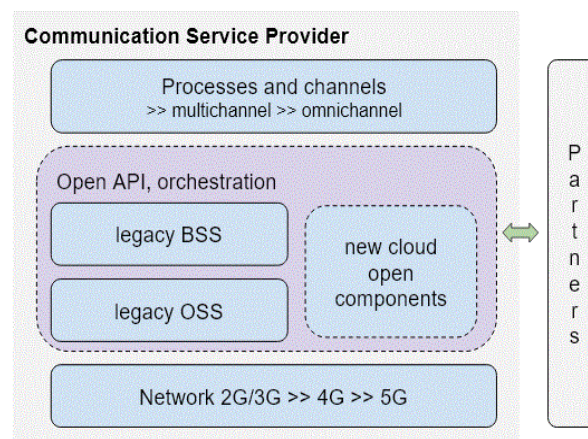 Communication Service Provider
Processes and channels
>> multichannel >> omnichannel
Open API, orchestration
legacy BSS
legacy OSS
new cloud
open
components
Network 2G/3G >> 4G >> 5G
Partners